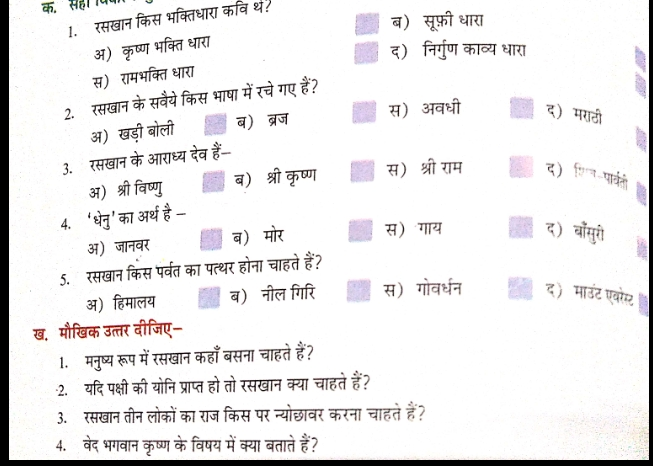 क. सही
1. रसखान किस भक्तिधारा कवि थे?
अ) कृष्ण भक्ति धारा ब) सूफ़ी धारा
स) रामभक्ति धारा द) निर्गुण काव्य धारा
2. रसखान के सवैये किस भाषा में रचे गए हैं?
अ) खड़ी बोली ब) ब्रज स) अवधी द) मराठी
3. रसखान के आराध्य देव हैं–
अ) श्री विष्णु ब) श्री कृष्ण स) श्री राम द) शिव-पार्वती
4. ‘धेनु’ का अर्थ है –
अ) जानवर ब) मोर स) गाय द) बाँसुरी
5. रसखान किस पर्वत का पत्थर होना चाहते हैं?
अ) हिमालय ब) नील गिरि स) गोवर्धन द) माउंट एवरेस्ट
ख. मौखिक उत्तर दीजिए–
1. मनुष्य रूप में रसखान कहाँ बसना चाहते हैं?
2. यदि पक्षी की योनि प्राप्त हो तो रसखान क्या चाहते हैं?
3. रसखान तीन लोकों का राज किस पर न्योछावर करना चाहते हैं?
4. वेद भगवान कृष्ण के विषय में क्या बताते हैं?